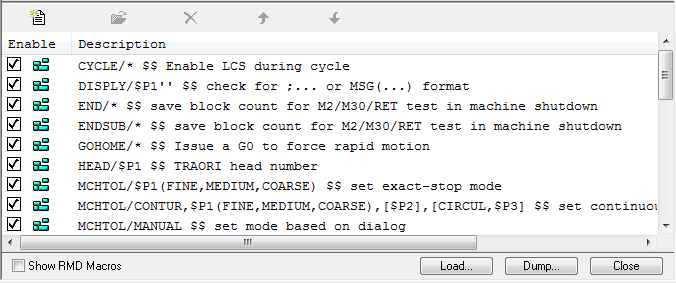 Enable Description
CYCLE/* $$ Enable LCS during cycle
DISPLY/$P1'' $$ check for ;... or MSG(...) format
END/* $$ save block count for M2/M30/RET test in machine shutdown
ENDSUB/* $$ save block count for M2/M30/RET test in machine shutdown
GOHOME/* $$ Issue a G0 to force rapid motion
HEAD/$P1 $$ TRAORI head number
MCHTOL/$P1(FINE,MEDIUM,COARSE) $$ set exact-stop mode
MCHTOL/CONTUR,$P1(FINE,MEDIUM,COARSE),[$P2],[CIRCUL,$P3] $$ set continuou
MCHTOL/MANUAL $$ set mode based on dialog
Show RMD Macros Load... Dump... Close